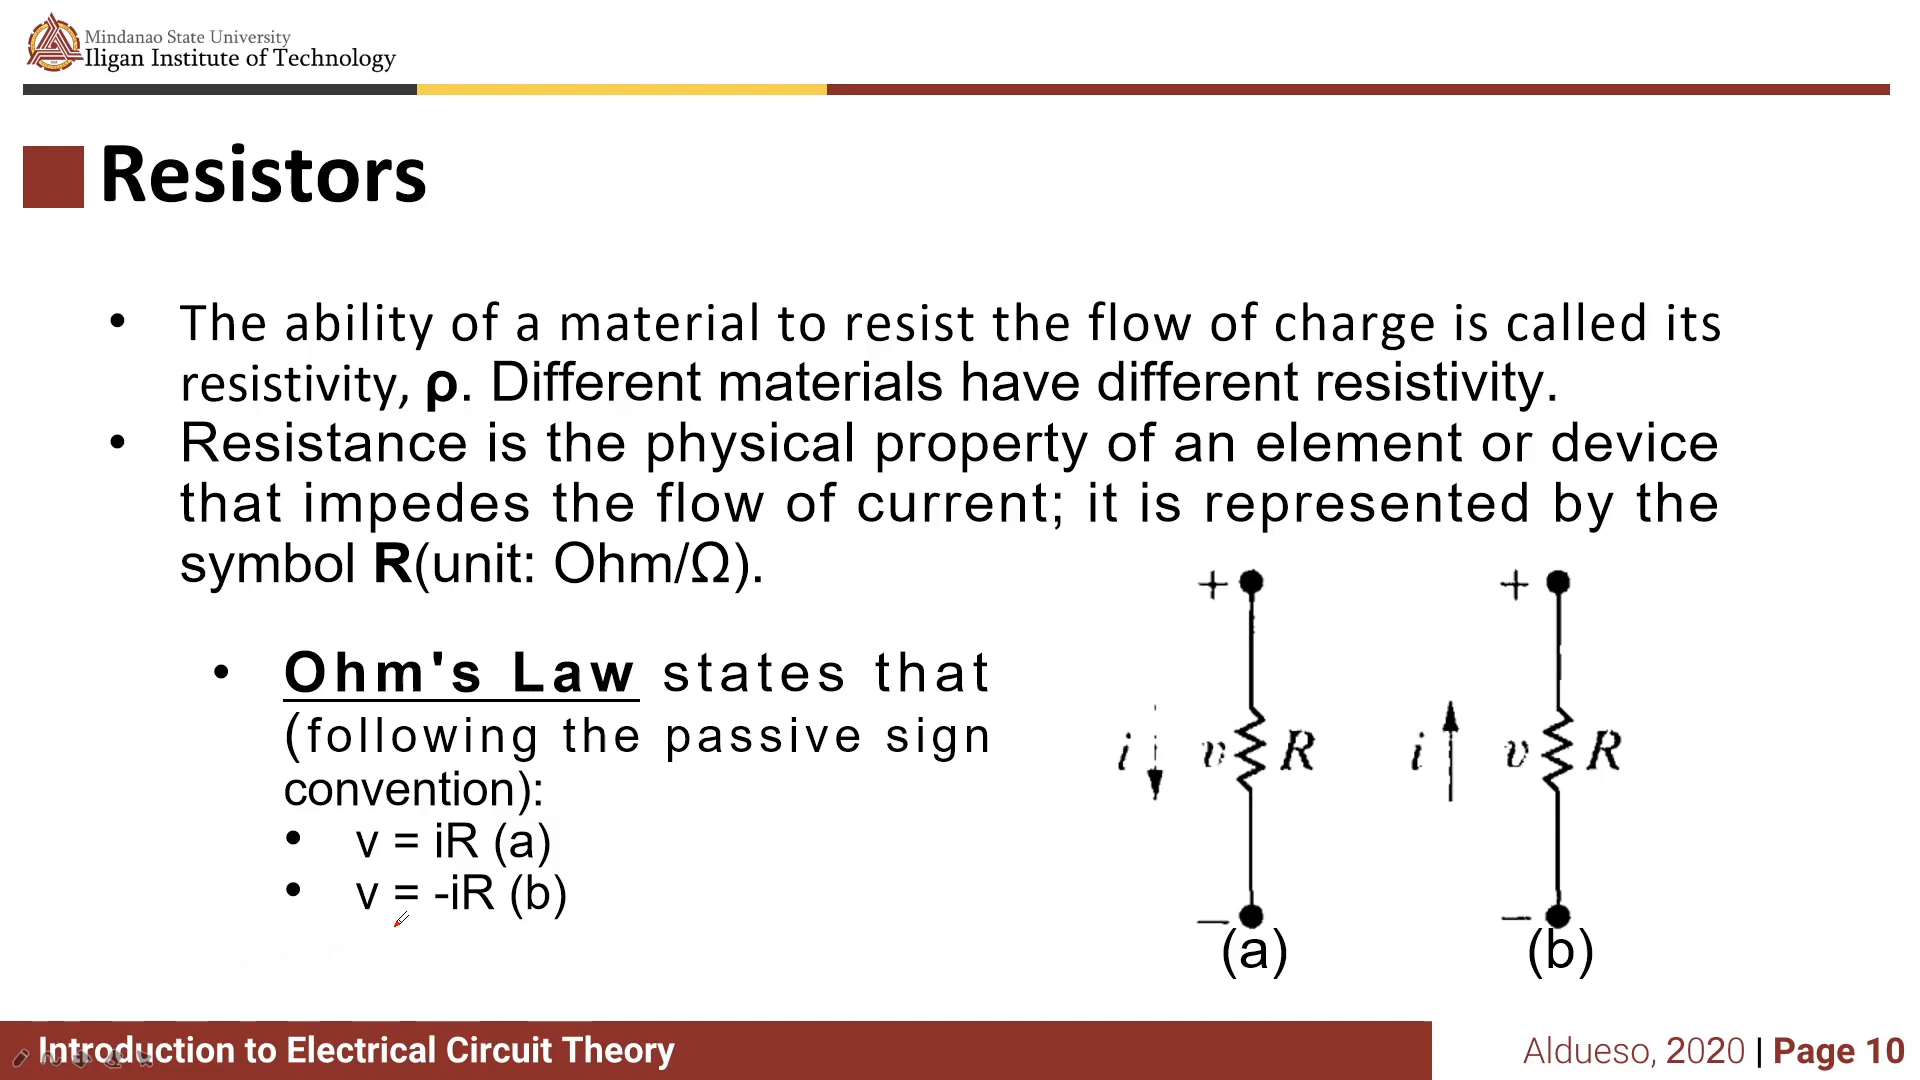 Mindanao State University
Iligan Institute of Technology
Resistors
• The ability of a material to resist the flow of charge is called its
resistivity, ρ. Different materials have different resistivity.
• Resistance is the physical property of an element or device
that impedes the flow of current; it is represented by the
symbol R(unit: Ohm/Ω).
• Ohm's Law states that
(following the passive sign
convention):
• v = iR (a)
• v = -iR (b)
+ +
i v R i v R
– –
(a) (b)
Introduction to Electrical Circuit Theory
Aldueso, 2020 | Page 10